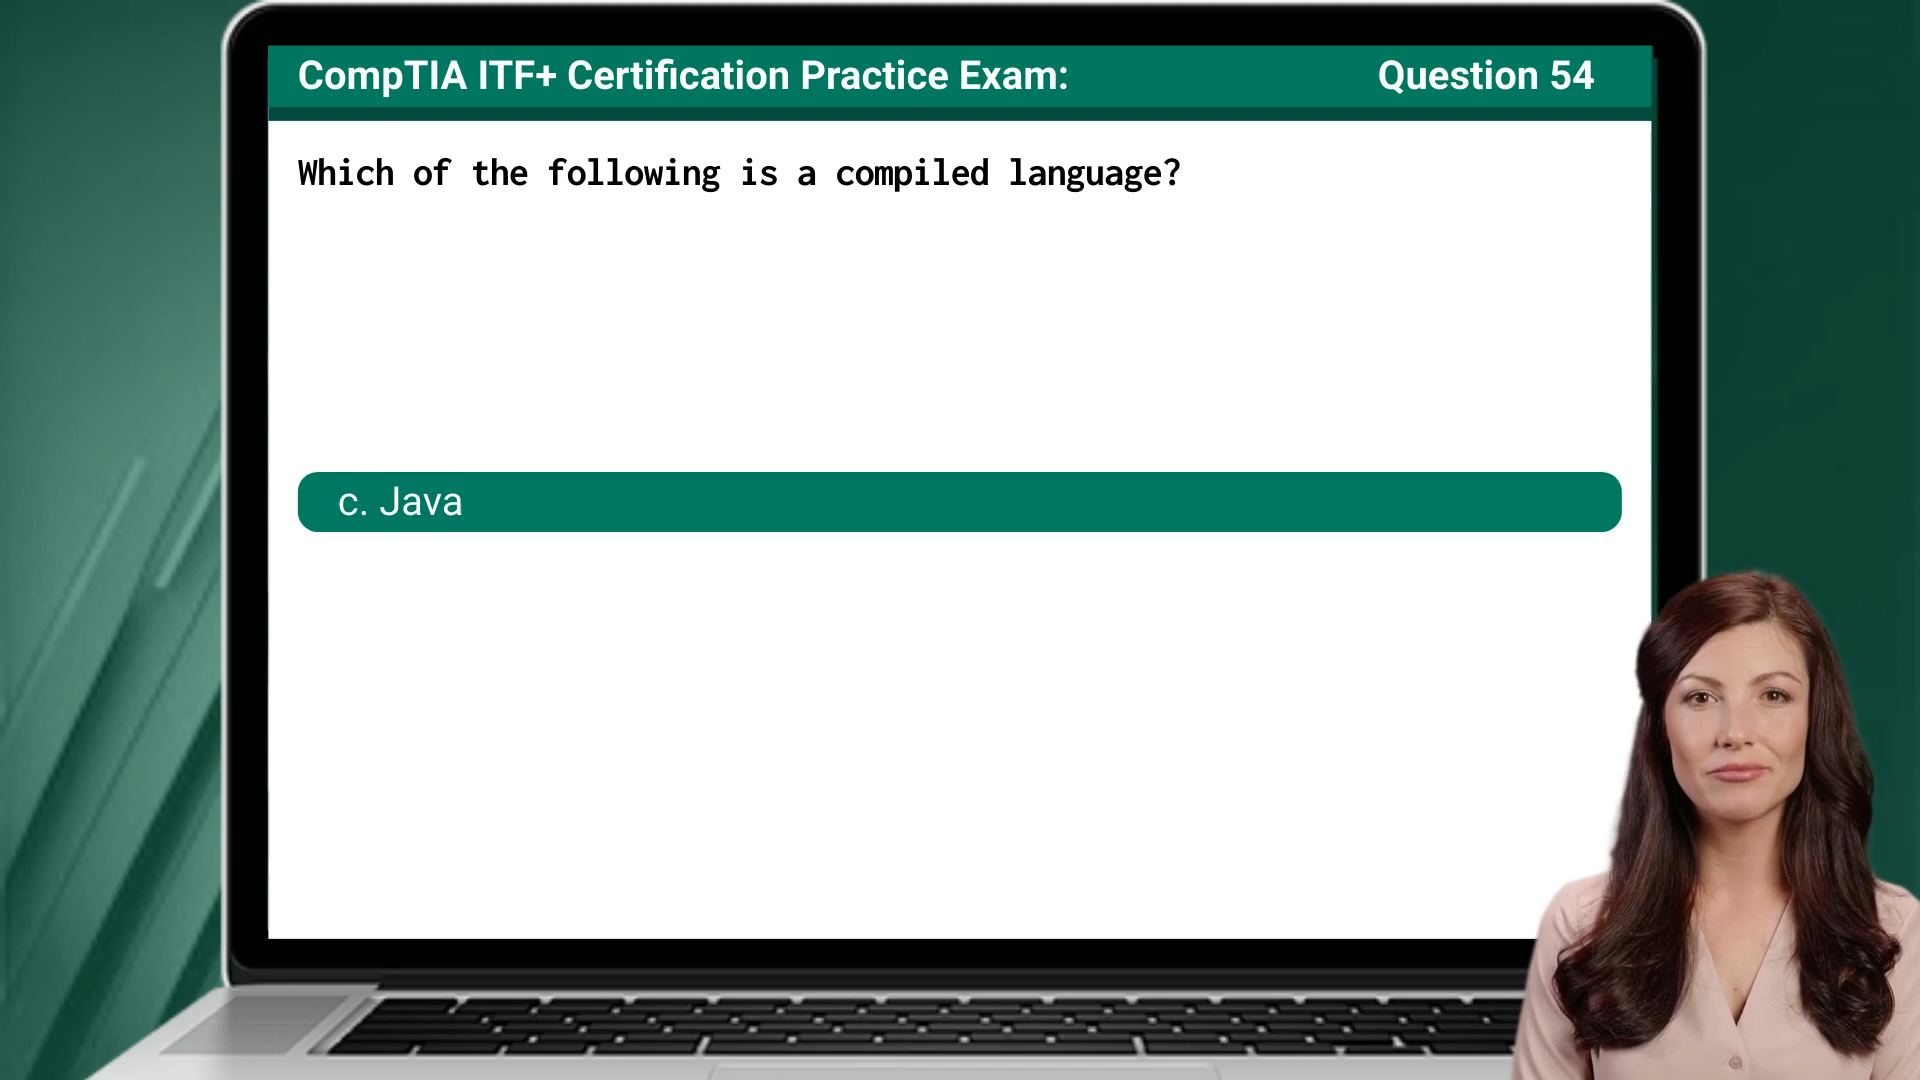 CompTIA ITF+ Certification Practice Exam: Question 54
Which of the following is a compiled language?
c. Java